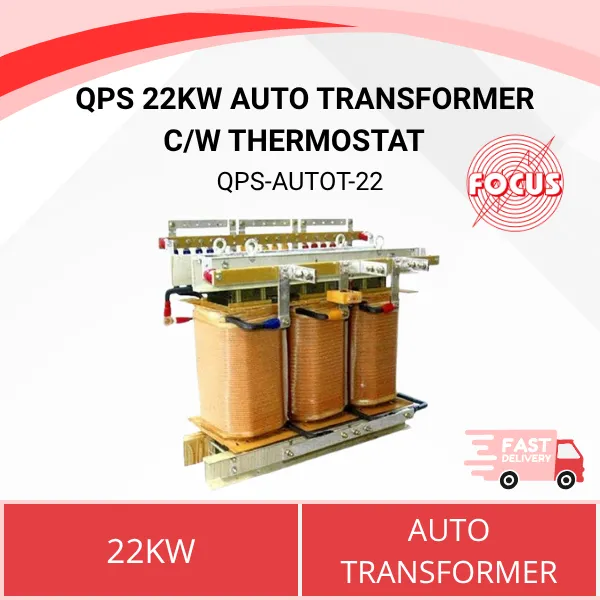 QPS 22KW AUTO TRANSFORMER
C/W THERMOSTAT
QPS-AUTOT-22
FOCUS
FAST
DELIVERY
22KW
AUTO
TRANSFORMER